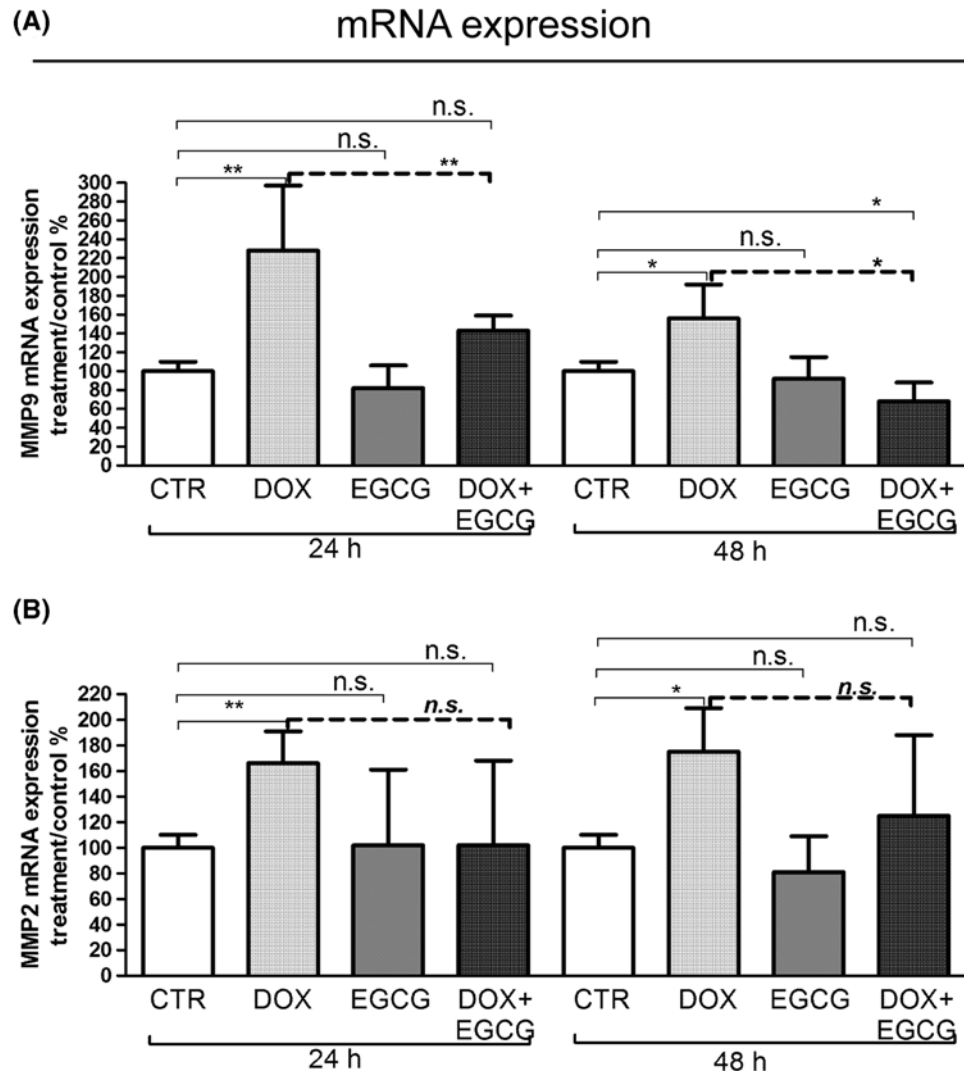 (A)
mRNA expression
n.s.
n.s.
**
**
*
n.s.
*
*
MMP9 mRNA expression
treatment/control %
300
280
260
240
220
200
180
160
140
120
100
80
60
40
20
0
CTR DOX EGCG DOX+ EGCG CTR DOX EGCG DOX+ EGCG
24 h 48 h
(B)
n.s.
n.s.
**
n.s.
n.s.
n.s.
*
n.s.
MMP2 mRNA expression
treatment/control %
220
200
180
160
140
120
100
80
60
40
20
0
CTR DOX EGCG DOX+ EGCG CTR DOX EGCG DOX+ EGCG
24 h 48 h